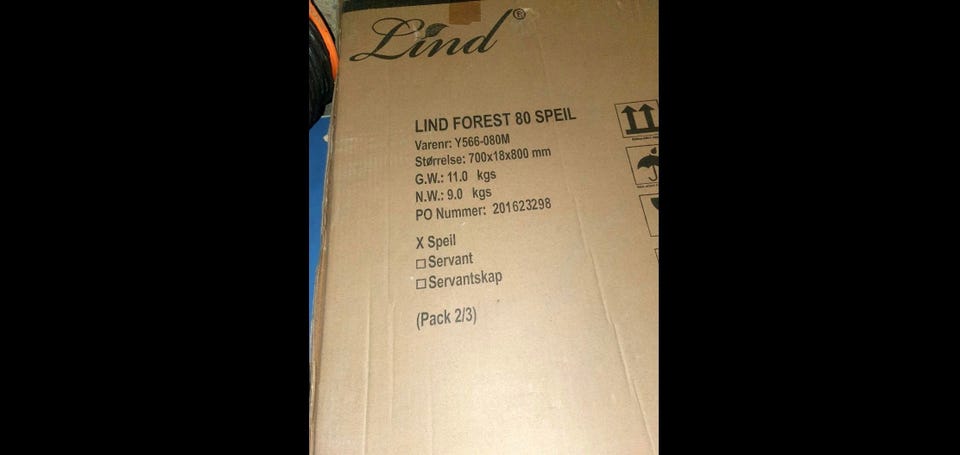 Lind®
LIND FOREST 80 SPEIL
Varenr: Y566-080M
Størrelse: 700x18x800 mm
G.W.: 11.0 kgs
N.W.: 9.0 kgs
PO Nummer: 201623298
X Speil
☐ Servant
☐ Servantskap
(Pack 2/3)